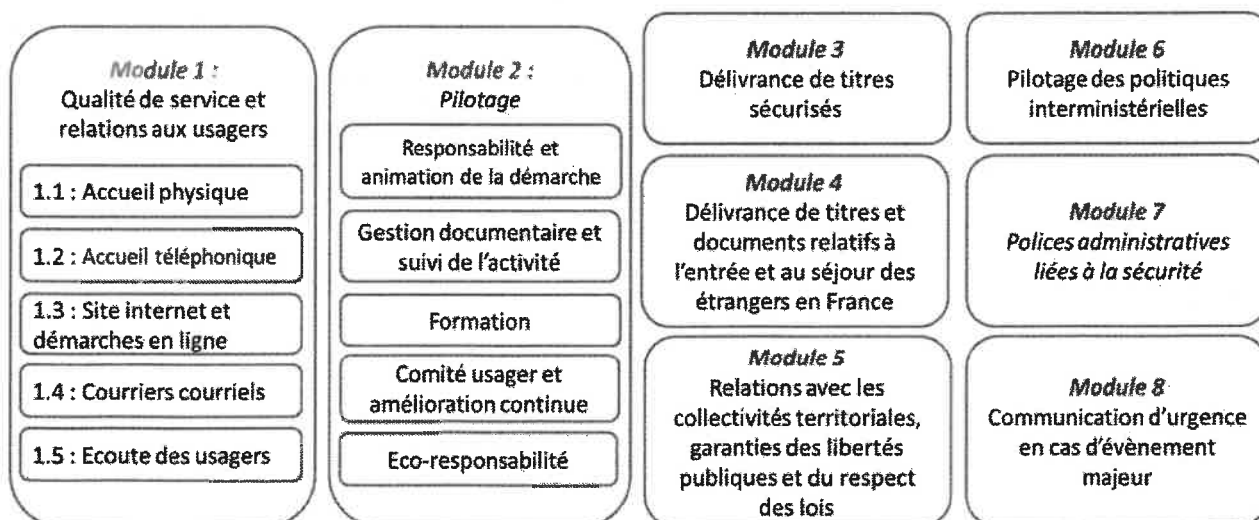 Module 1 :
Qualité de service et
relations aux usagers
1.1 : Accueil physique
1.2 : Accueil téléphonique
1.3 : Site internet et
démarches en ligne
1.4 : Courriers courriels
1.5 : Ecoute des usagers
Module 2 :
Pilotage
Responsabilité et
animation de la démarche
Gestion documentaire et
suivi de l'activité
Formation
Comité usager et
amélioration continue
Eco-responsabilité
Module 3
Délivrance de titres
sécurisés
Module 4
Délivrance de titres et
documents relatifs à
l'entrée et au séjour des
étrangers en France
Module 5
Relations avec les
collectivités territoriales,
garanties des libertés
publiques et du respect
des lois
Module 6
Pilotage des politiques
interministérielles
Module 7
Polices administratives
liées à la sécurité
Module 8
Communication d'urgence
en cas d'évènement
majeur